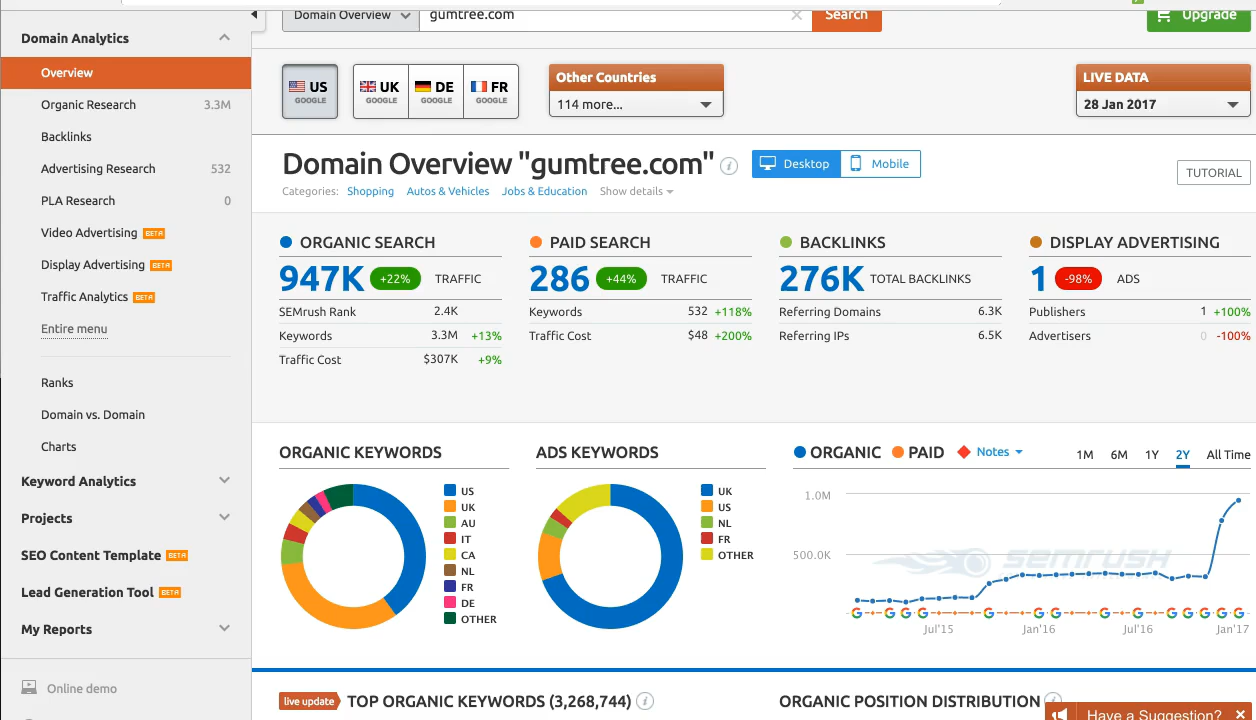 Domain Overview
gumtree.com
Search
Upgrade
Domain Analytics
Overview
Organic Research 3.3M
Backlinks
Advertising Research 532
PLA Research 0
Video Advertising BETA
Display Advertising BETA
Traffic Analytics BETA
Entire menu
Ranks
Domain vs. Domain
Charts
Keyword Analytics
Projects
SEO Content Template BETA
Lead Generation Tool BETA
My Reports
Online demo
US
GOOGLE
UK
GOOGLE
DE
GOOGLE
FR
GOOGLE
Other Countries
114 more...
LIVE DATA
28 Jan 2017
Domain Overview "gumtree.com" i
Desktop
Mobile
TUTORIAL
Categories: Shopping Autos & Vehicles Jobs & Education Show details
ORGANIC SEARCH
947K +22% TRAFFIC
SEMrush Rank 2.4K
Keywords 3.3M +13%
Traffic Cost $307K +9%
PAID SEARCH
286 +44% TRAFFIC
Keywords 532 +118%
Traffic Cost $48 +200%
BACKLINKS
276K TOTAL BACKLINKS
Referring Domains 6.3K
Referring IPs 6.5K
DISPLAY ADVERTISING
1 -98% ADS
Publishers 1 +100%
Advertisers 0 -100%
ORGANIC KEYWORDS
US
UK
AU
IT
CA
NL
FR
DE
OTHER
ADS KEYWORDS
UK
US
NL
FR
OTHER
ORGANIC PAID Notes
1M 6M 1Y 2Y All Time
1.0M
500.0K
semrush
Jul'15 Jan'16 Jul'16 Jan'17
live update TOP ORGANIC KEYWORDS (3,268,744) i
ORGANIC POSITION DISTRIBUTION i
Have a Suggestion? ×